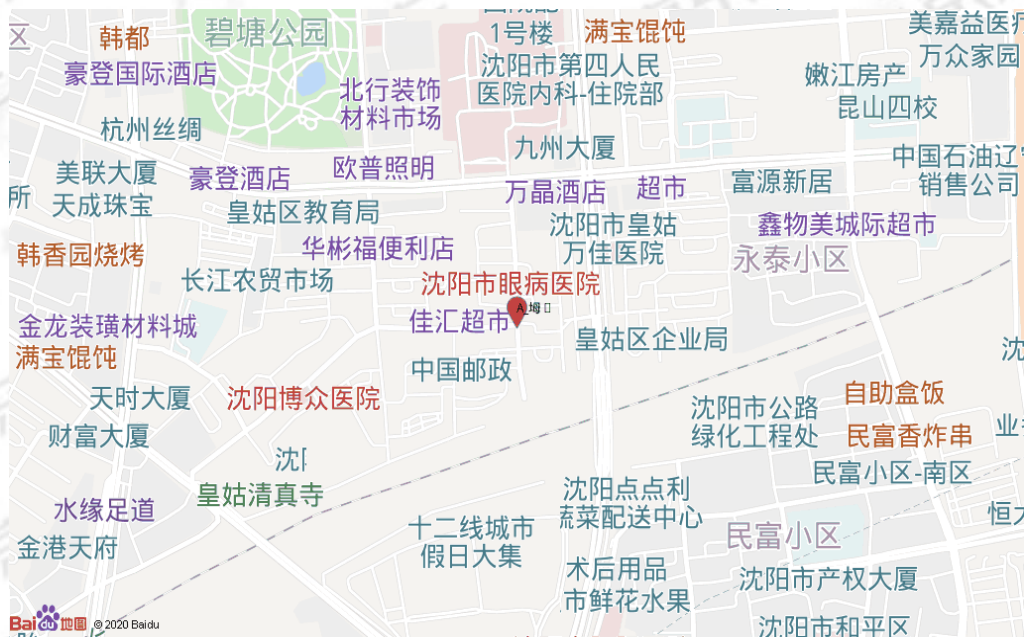 美嘉益医疗
1号楼
满宝馄饨
区
韩都
碧塘公园
万众家园
豪登国际酒店
沈阳市第四人民
医院内科-住院部
嫩江房产
北行装饰
材料市场
昆山四校
杭州丝绸
九州大厦
中国石油辽宁
销售公司
美联大厦
豪登酒店
欧普照明
万晶酒店
超市
富源新居
所
天成珠宝
皇姑区教育局
沈阳市皇姑
万佳医院
鑫物美城际超市
韩香园烧烤
华彬福便利店
永泰小区
长江农贸市场
沈阳市眼病医院
A
金龙装璜材料城
佳汇超市
皇姑区企业局
满宝馄饨
沈
中国邮政
天时大厦
沈阳博众医院
沈阳市公路
绿化工程处
自助盒饭
财富大厦
民富香炸串
业
沈
民富小区-南区
皇姑清真寺
沈阳点点利
蔬菜配送中心
水缘足道
恒大
十二线城市
假日大集
民富小区
金港天府
术后用品
市鲜花水果
沈阳市产权大厦
Bai du 地图
© 2020 Baidu
沈阳市和平区